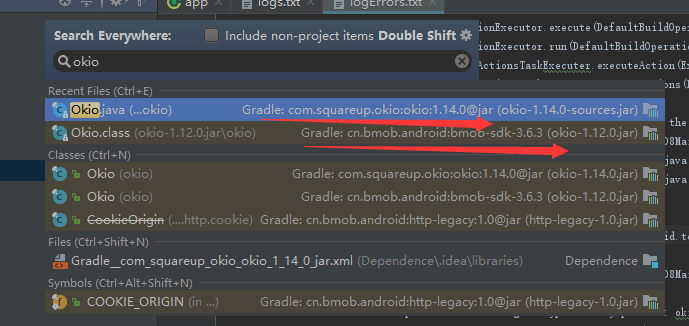 app logs.txt logErrors.txt
Search Everywhere: Include non-project items Double Shift
ionExecutor.execute(DefaultBuildOper
ionExecutor.run(DefaultBuildOperatio
ActionsTaskExecuter.executeAction(Ex
okio
Recent Files (Ctrl+E)
Okio.java (...okio) Gradle: com.squareup.okio:okio:1.14.0@jar (okio-1.14.0-sources.jar)
Okio.class (okio-1.12.0.jar\okio) Gradle: cn.bmob.android:bmob-sdk-3.6.3 (okio-1.12.0.jar)
Classes (Ctrl+N)
Okio (okio) Gradle: com.squareup.okio:okio:1.14.0@jar (okio-1.14.0.jar)
Okio (okio) Gradle: cn.bmob.android:bmob-sdk-3.6.3 (okio-1.12.0.jar)
CookieOrigin (....http.cookie) Gradle: cn.bmob.android:http-legacy:1.0@jar (http-legacy-1.0.jar)
Files (Ctrl+Shift+N)
Gradle__com_squareup_okio_okio_1_14_0_jar.xml (Dependence\.idea\libraries) Dependence
Symbols (Ctrl+Alt+Shift+N)
COOKIE_ORIGIN (in ...) Gradle: cn.bmob.android:http-legacy:1.0@jar (http-legacy-1.0.jar)